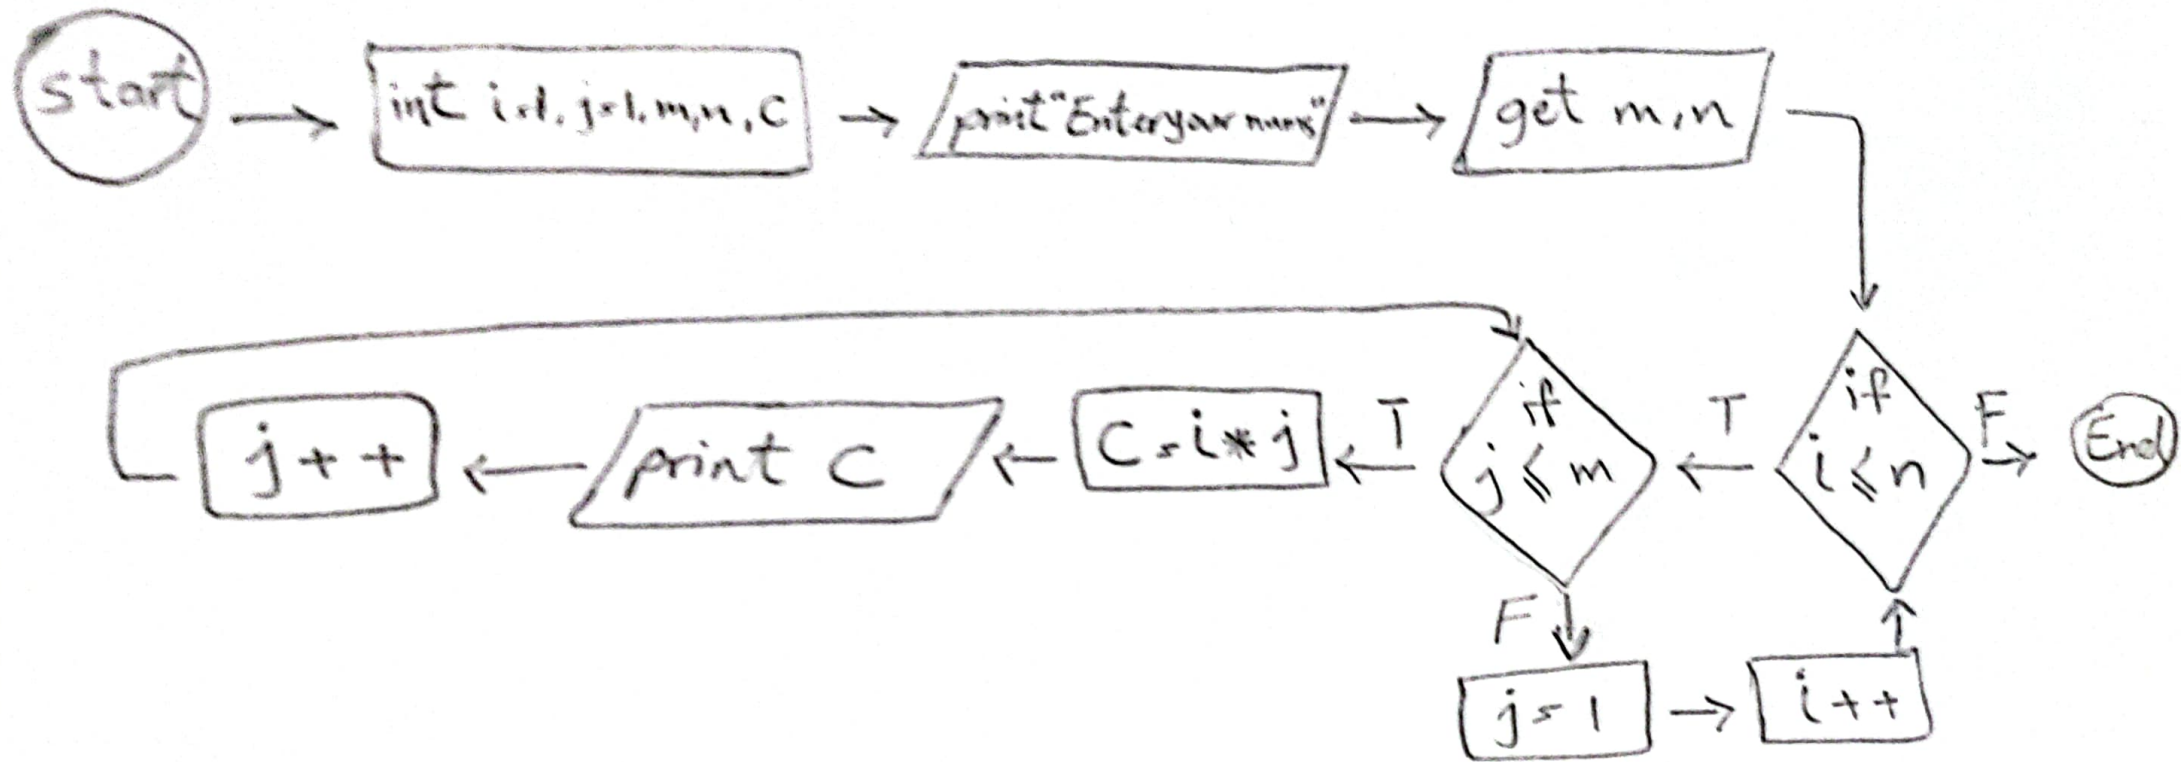 start
int i=1, j=1, m,n, C
print "Enter your nums"
get m,n
if
i ≤ n
T
F
End
if
j ≤ m
T
F
C = i * j
print C
j + +
j = 1
i + +